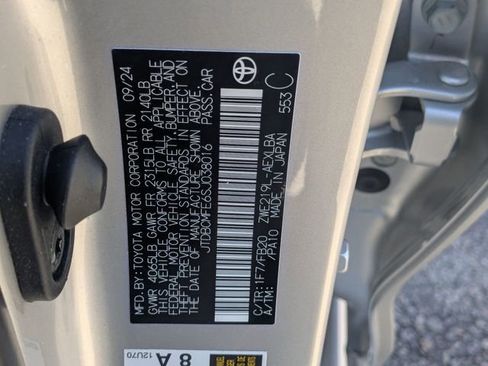 MFD.BY:TOYOTA MOTOR CORPORATION 09/24
GVWR 4065LB GAWR FR 2315LB RR 2140LB
THIS VEHICLE CONFORMS TO ALL APPLICABLE
FEDERAL MOTOR VEHICLE SAFETY, BUMPER, AND
THEFT PREVENTION STANDARDS IN EFFECT ON
THE DATE OF MANUFACTURE SHOWN ABOVE.
JTDBCMFE6SJ038016 PASS CAR
C/TR:1F7/FB20 ZWE219L-AEXLBA
A/TM: /PA10 MADE IN JAPAN 553 C
8 A
12U70